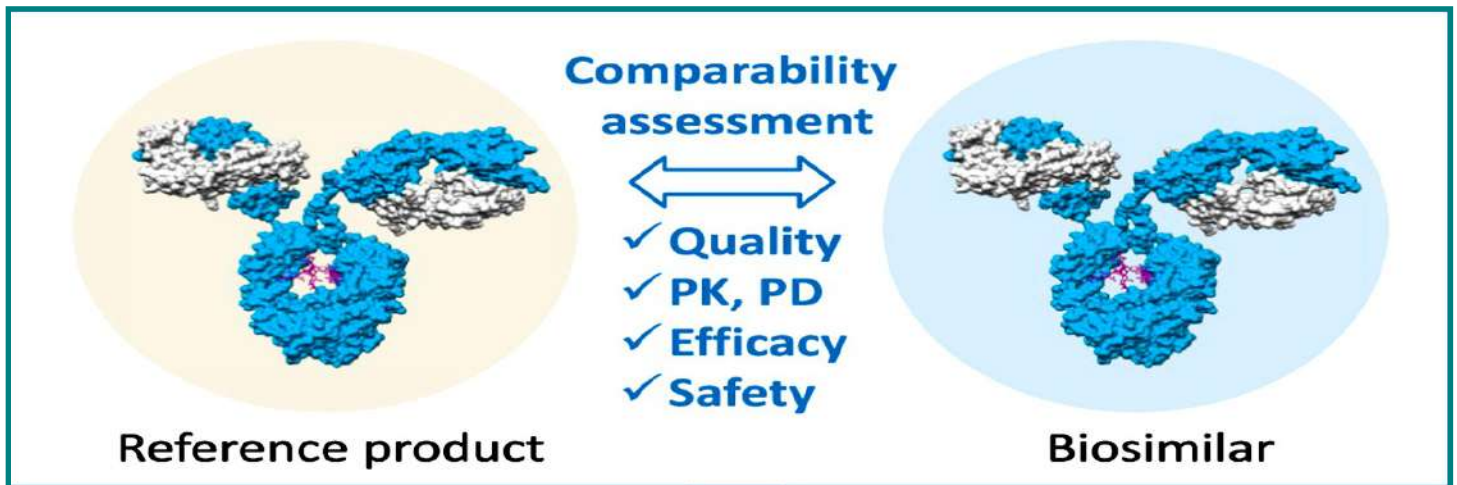 Comparability
assessment
✓ Quality
✓ PK, PD
✓ Efficacy
✓ Safety
Reference product
Biosimilar